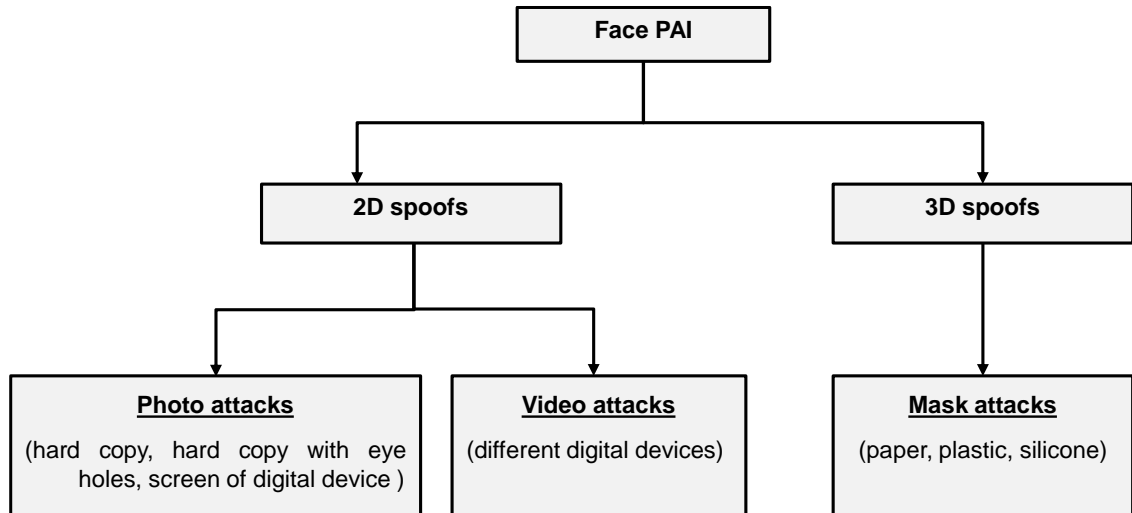 Face PAI
2D spoofs
3D spoofs
Photo attacks
(hard copy, hard copy with eye
holes, screen of digital device )
Video attacks
(different digital devices)
Mask attacks
(paper, plastic, silicone)